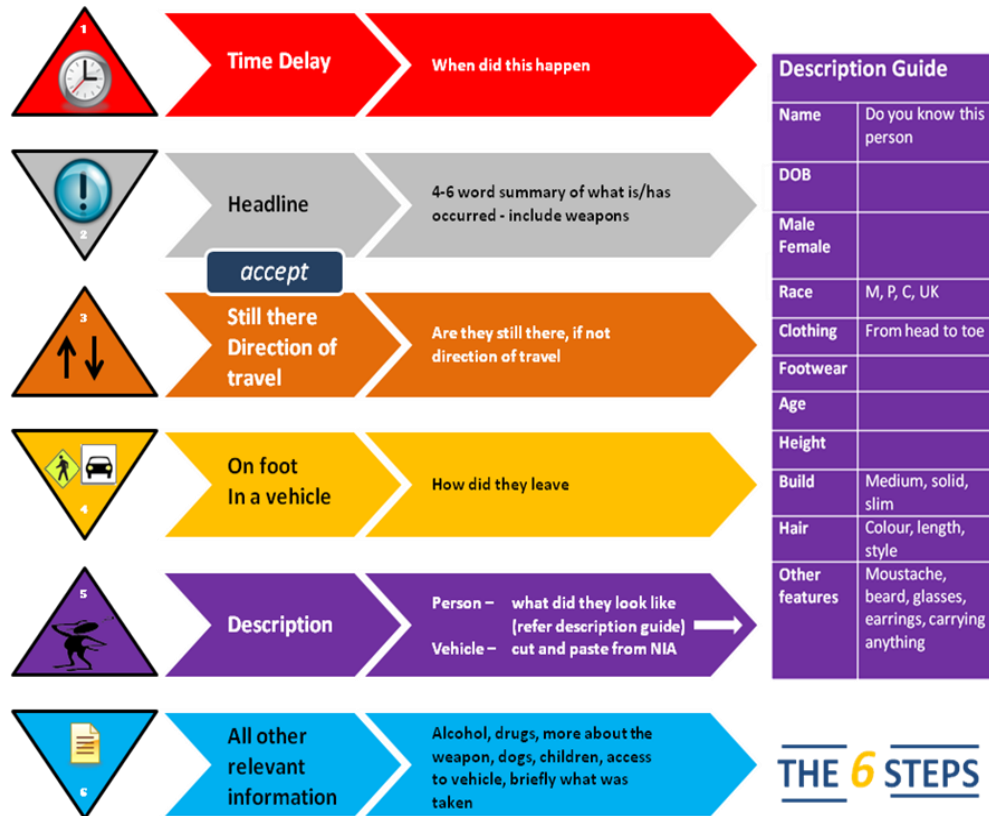 1
Time Delay
When did this happen
2
Headline
4-6 word summary of what is/has
occurred - include weapons
accept
3
Still there
Direction of
travel
Are they still there, if not
direction of travel
4
On foot
In a vehicle
How did they leave
5
Description
Person – what did they look like
(refer description guide)
Vehicle – cut and paste from NIA
6
All other
relevant
information
Alcohol, drugs, more about the
weapon, dogs, children, access
to vehicle, briefly what was
taken
Description Guide
Name Do you know this
person
DOB
Male
Female
Race M, P, C, UK
Clothing From head to toe
Footwear
Age
Height
Build Medium, solid,
slim
Hair Colour, length,
style
Other Moustache,
features beard, glasses,
earrings, carrying
anything
THE 6 STEPS